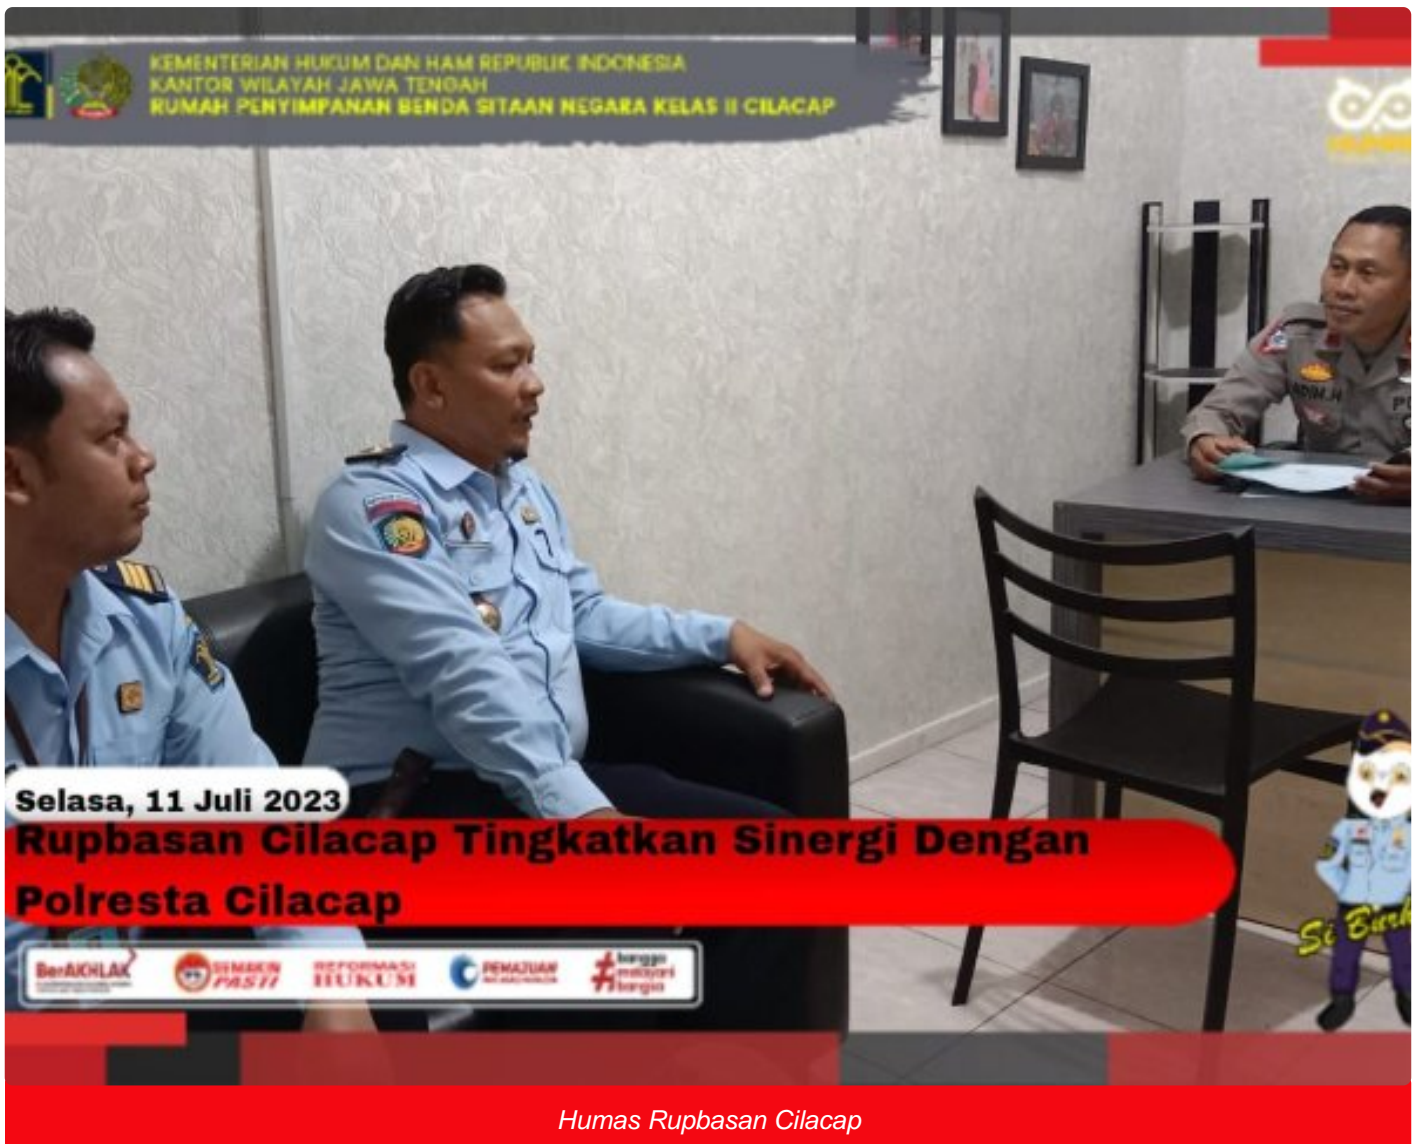 KEMENTERIAN HUKUM DAN HAM REPUBLIK INDONESIA
KANTOR WILAYAH JAWA TENGAH
RUMAH PENYIMPANAN BENDA SITAAN NEGARA KELAS II CILACAP
Selasa, 11 Juli 2023
Rupbasan Cilacap Tingkatkan Sinergi Dengan
Polresta Cilacap
Si Burh
BerAKHLAK
SEMAKIN
PASTI
REFORMASI
HUKUM
PEMAJUAN
#bangga
melayani
bangsa
Humas Rupbasan Cilacap